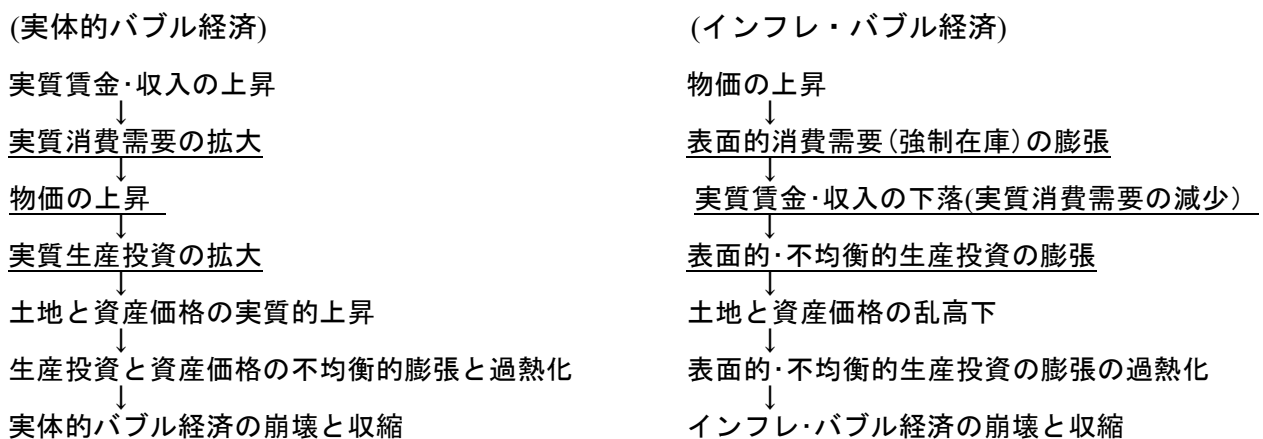 (実体的バブル経済)
実質賃金・収入の上昇
↓
実質消費需要の拡大
↓
物価の上昇
↓
実質生産投資の拡大
↓
土地と資産価格の実質的上昇
↓
生産投資と資産価格の不均衡的膨張と過熱化
↓
実体的バブル経済の崩壊と収縮
(インフレ・バブル経済)
物価の上昇
↓
表面的消費需要(強制在庫)の膨張
↓
実質賃金・収入の下落(実質消費需要の減少)
↓
表面的・不均衡的生産投資の膨張
↓
土地と資産価格の乱高下
↓
表面的・不均衡的生産投資の膨張の過熱化
↓
インフレ・バブル経済の崩壊と収縮